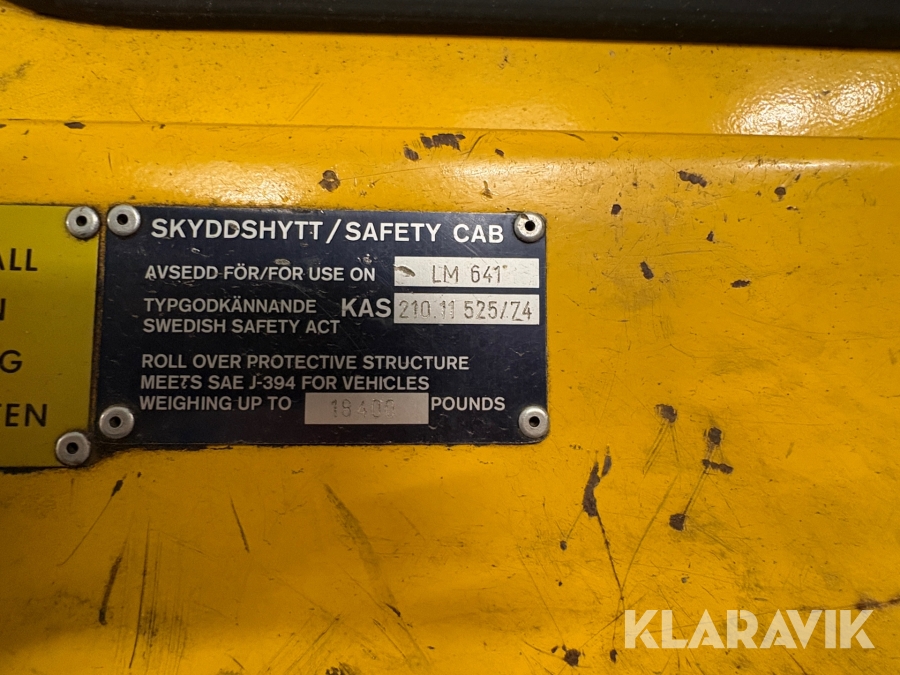 ALL
N
G
TEN
SKYDDSHYTT/SAFETY CAB
AVSEDD FÖR/FOR USE ON LM 641
TYPGODKÄNNANDE KAS 210.11 525/74
SWEDISH SAFETY ACT
ROLL OVER PROTECTIVE STRUCTURE
MEETS SAE J-394 FOR VEHICLES
WEIGHING UP TO 18405 POUNDS
KLARAVIK